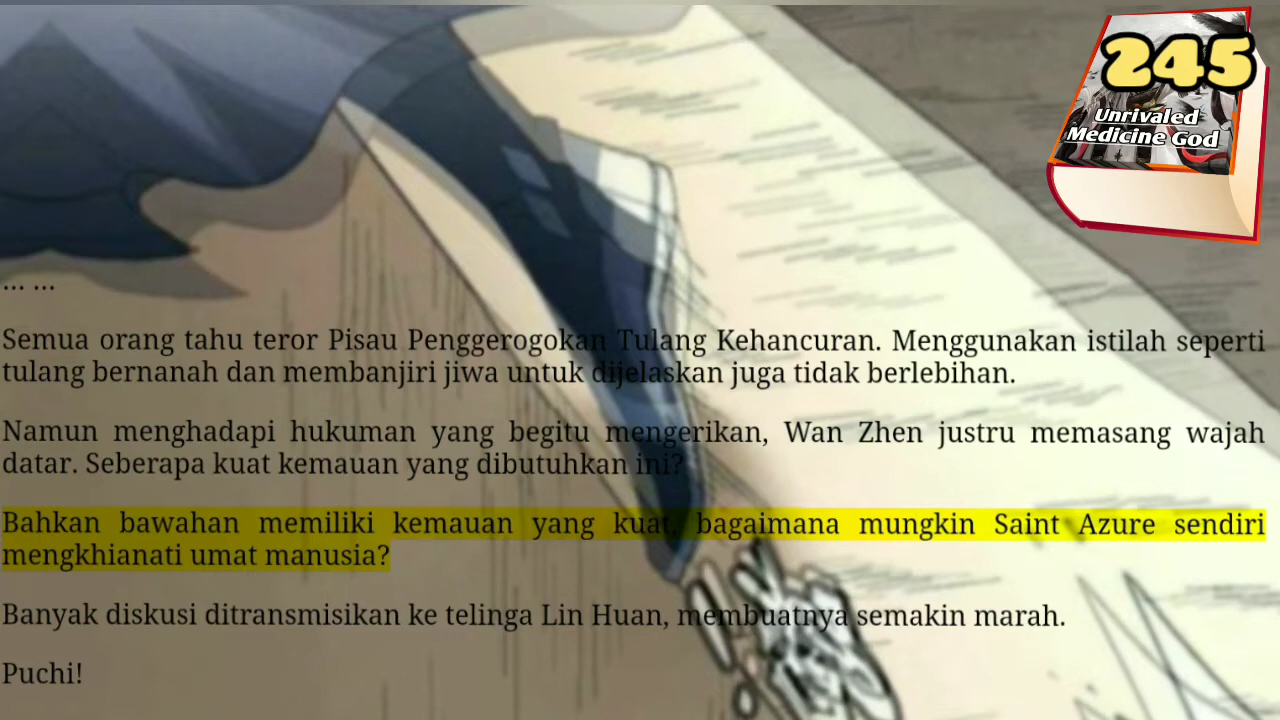 245
Unrivaled
Medicine God
... ...
Semua orang tahu teror Pisau Penggerogokan Tulang Kehancuran. Menggunakan istilah seperti
tulang bernanah dan membanjiri jiwa untuk dijelaskan juga tidak berlebihan.
Namun menghadapi hukuman yang begitu mengerikan, Wan Zhen justru memasang wajah
datar. Seberapa kuat kemauan yang dibutuhkan ini?
Bahkan bawahan memiliki kemauan yang kuat, bagaimana mungkin Saint Azure sendiri
mengkhianati umat manusia?
Banyak diskusi ditransmisikan ke telinga Lin Huan, membuatnya semakin marah.
Puchi!